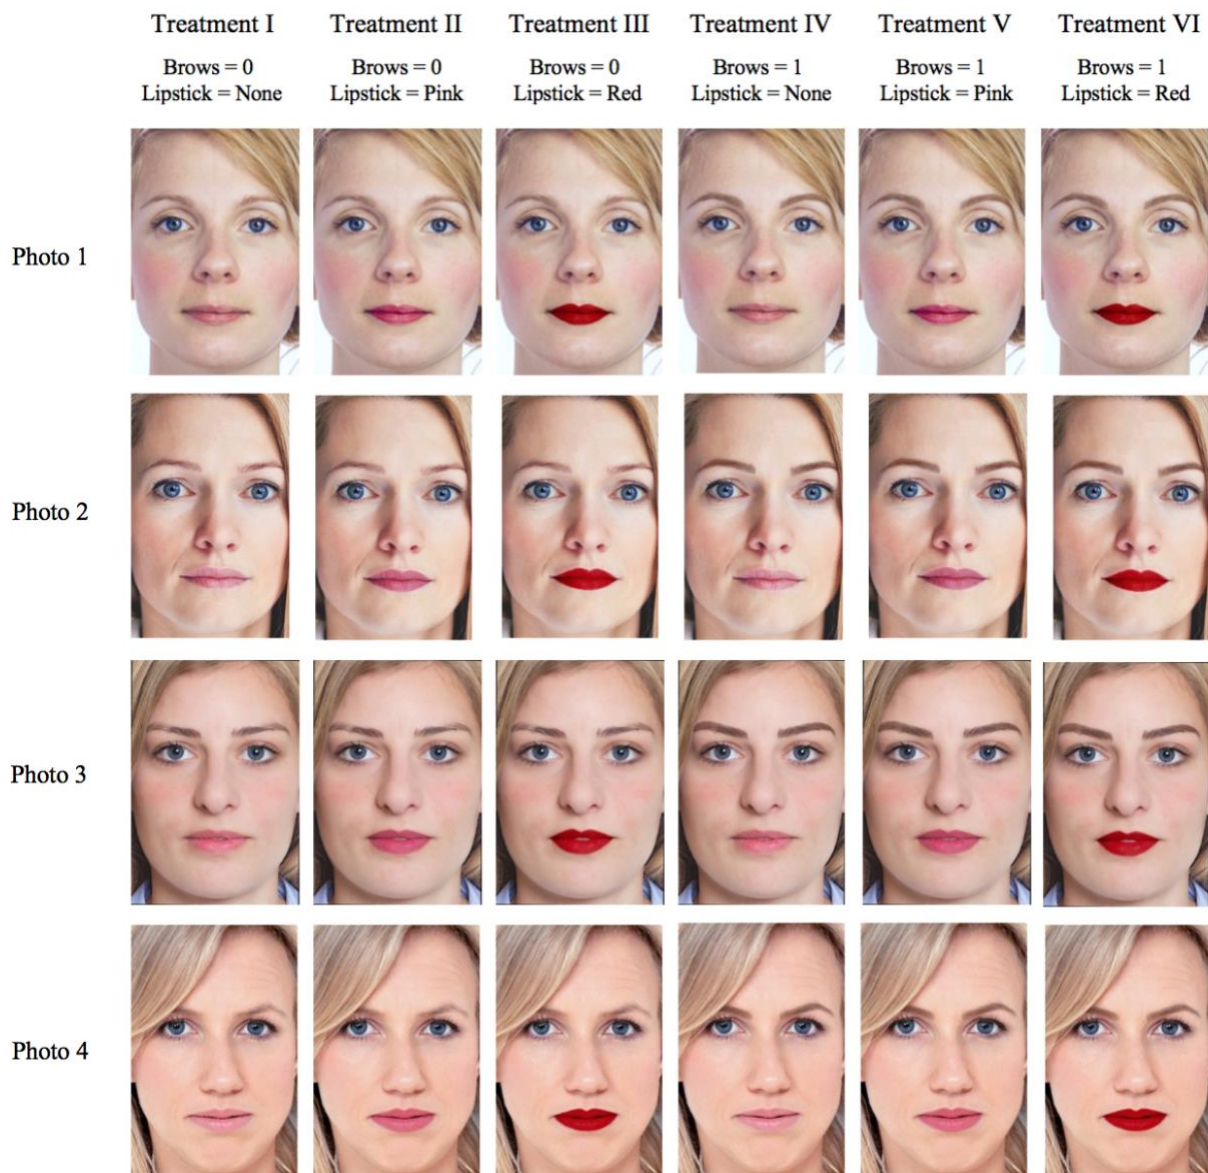 Treatment I Treatment II Treatment III Treatment IV Treatment V Treatment VI
Brows = 0 Brows = 0 Brows = 0 Brows = 1 Brows = 1 Brows = 1
Lipstick = None Lipstick = Pink Lipstick = Red Lipstick = None Lipstick = Pink Lipstick = Red
Photo 1
Photo 2
Photo 3
Photo 4